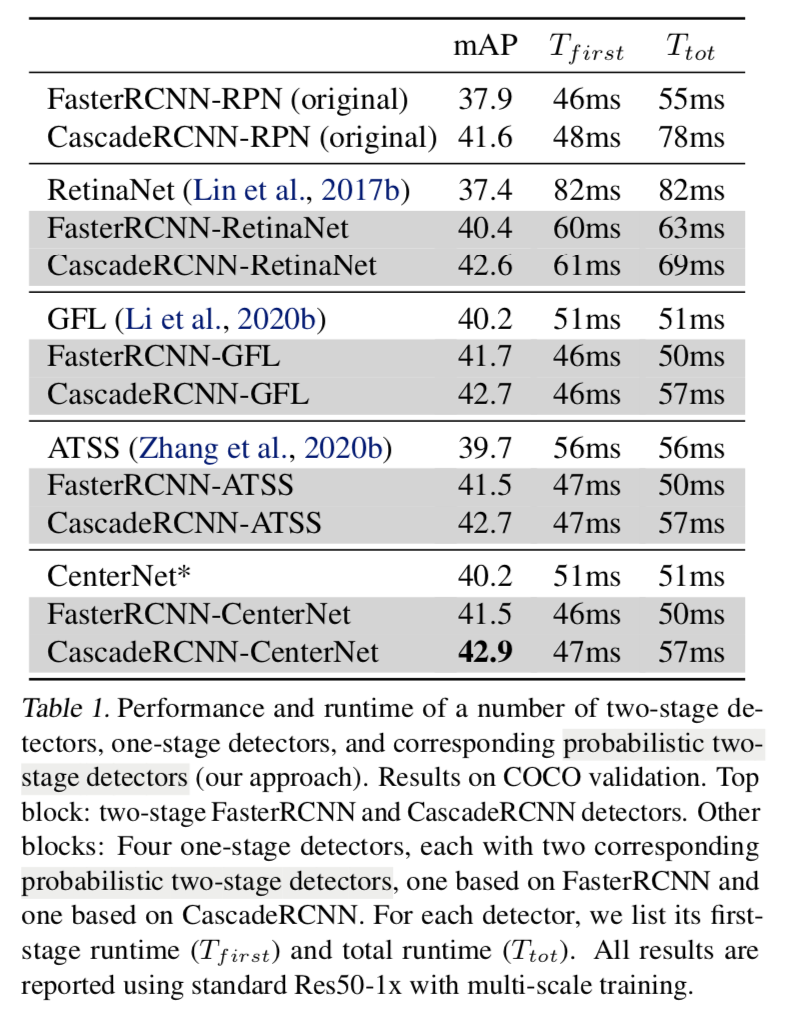 mAP T_first T_tot
FasterRCNN-RPN (original) 37.9 46ms 55ms
CascadeRCNN-RPN (original) 41.6 48ms 78ms
RetinaNet (Lin et al., 2017b) 37.4 82ms 82ms
FasterRCNN-RetinaNet 40.4 60ms 63ms
CascadeRCNN-RetinaNet 42.6 61ms 69ms
GFL (Li et al., 2020b) 40.2 51ms 51ms
FasterRCNN-GFL 41.7 46ms 50ms
CascadeRCNN-GFL 42.7 46ms 57ms
ATSS (Zhang et al., 2020b) 39.7 56ms 56ms
FasterRCNN-ATSS 41.5 47ms 50ms
CascadeRCNN-ATSS 42.7 47ms 57ms
CenterNet* 40.2 51ms 51ms
FasterRCNN-CenterNet 41.5 46ms 50ms
CascadeRCNN-CenterNet 42.9 47ms 57ms
Table 1. Performance and runtime of a number of two-stage de-
tectors, one-stage detectors, and corresponding probabilistic two-
stage detectors (our approach). Results on COCO validation. Top
block: two-stage FasterRCNN and CascadeRCNN detectors. Other
blocks: Four one-stage detectors, each with two corresponding
probabilistic two-stage detectors, one based on FasterRCNN and
one based on CascadeRCNN. For each detector, we list its first-
stage runtime (T_first) and total runtime (T_tot). All results are
reported using standard Res50-1x with multi-scale training.